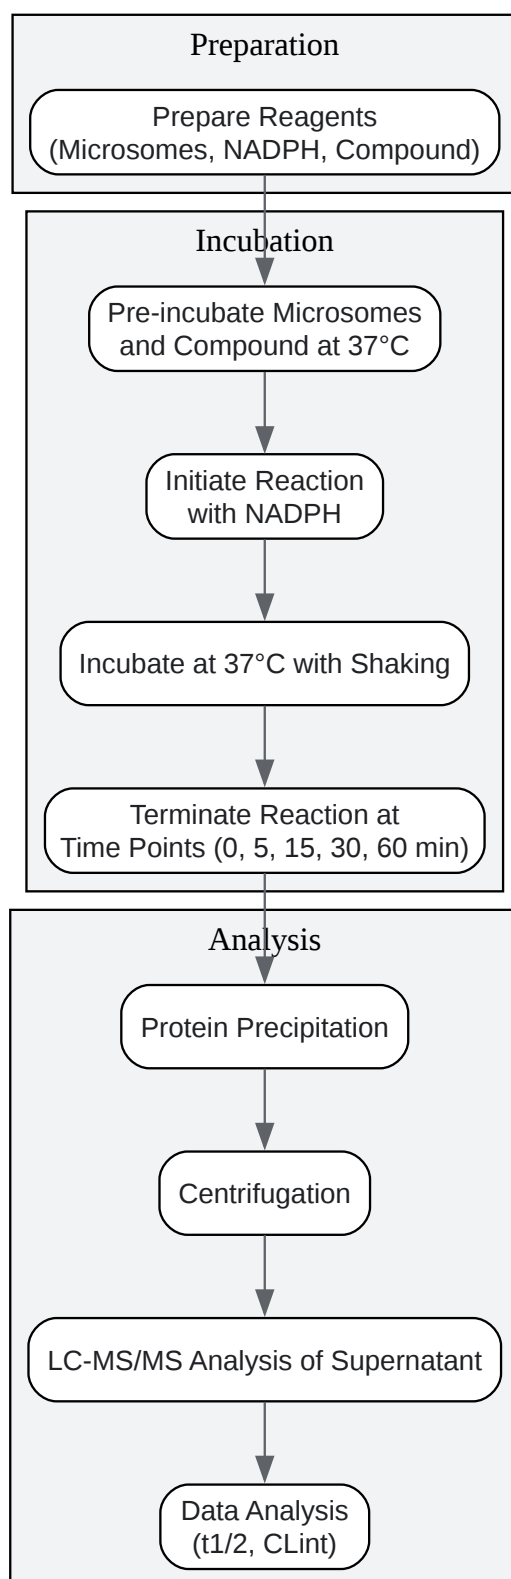 Preparation
Prepare Reagents
(Microsomes, NADPH, Compound)
Incubation
Pre-incubate Microsomes
and Compound at 37°C
Initiate Reaction
with NADPH
Incubate at 37°C with Shaking
Terminate Reaction at
Time Points (0, 5, 15, 30, 60 min)
Analysis
Protein Precipitation
Centrifugation
LC-MS/MS Analysis of Supernatant
Data Analysis
(t1/2, CLint)